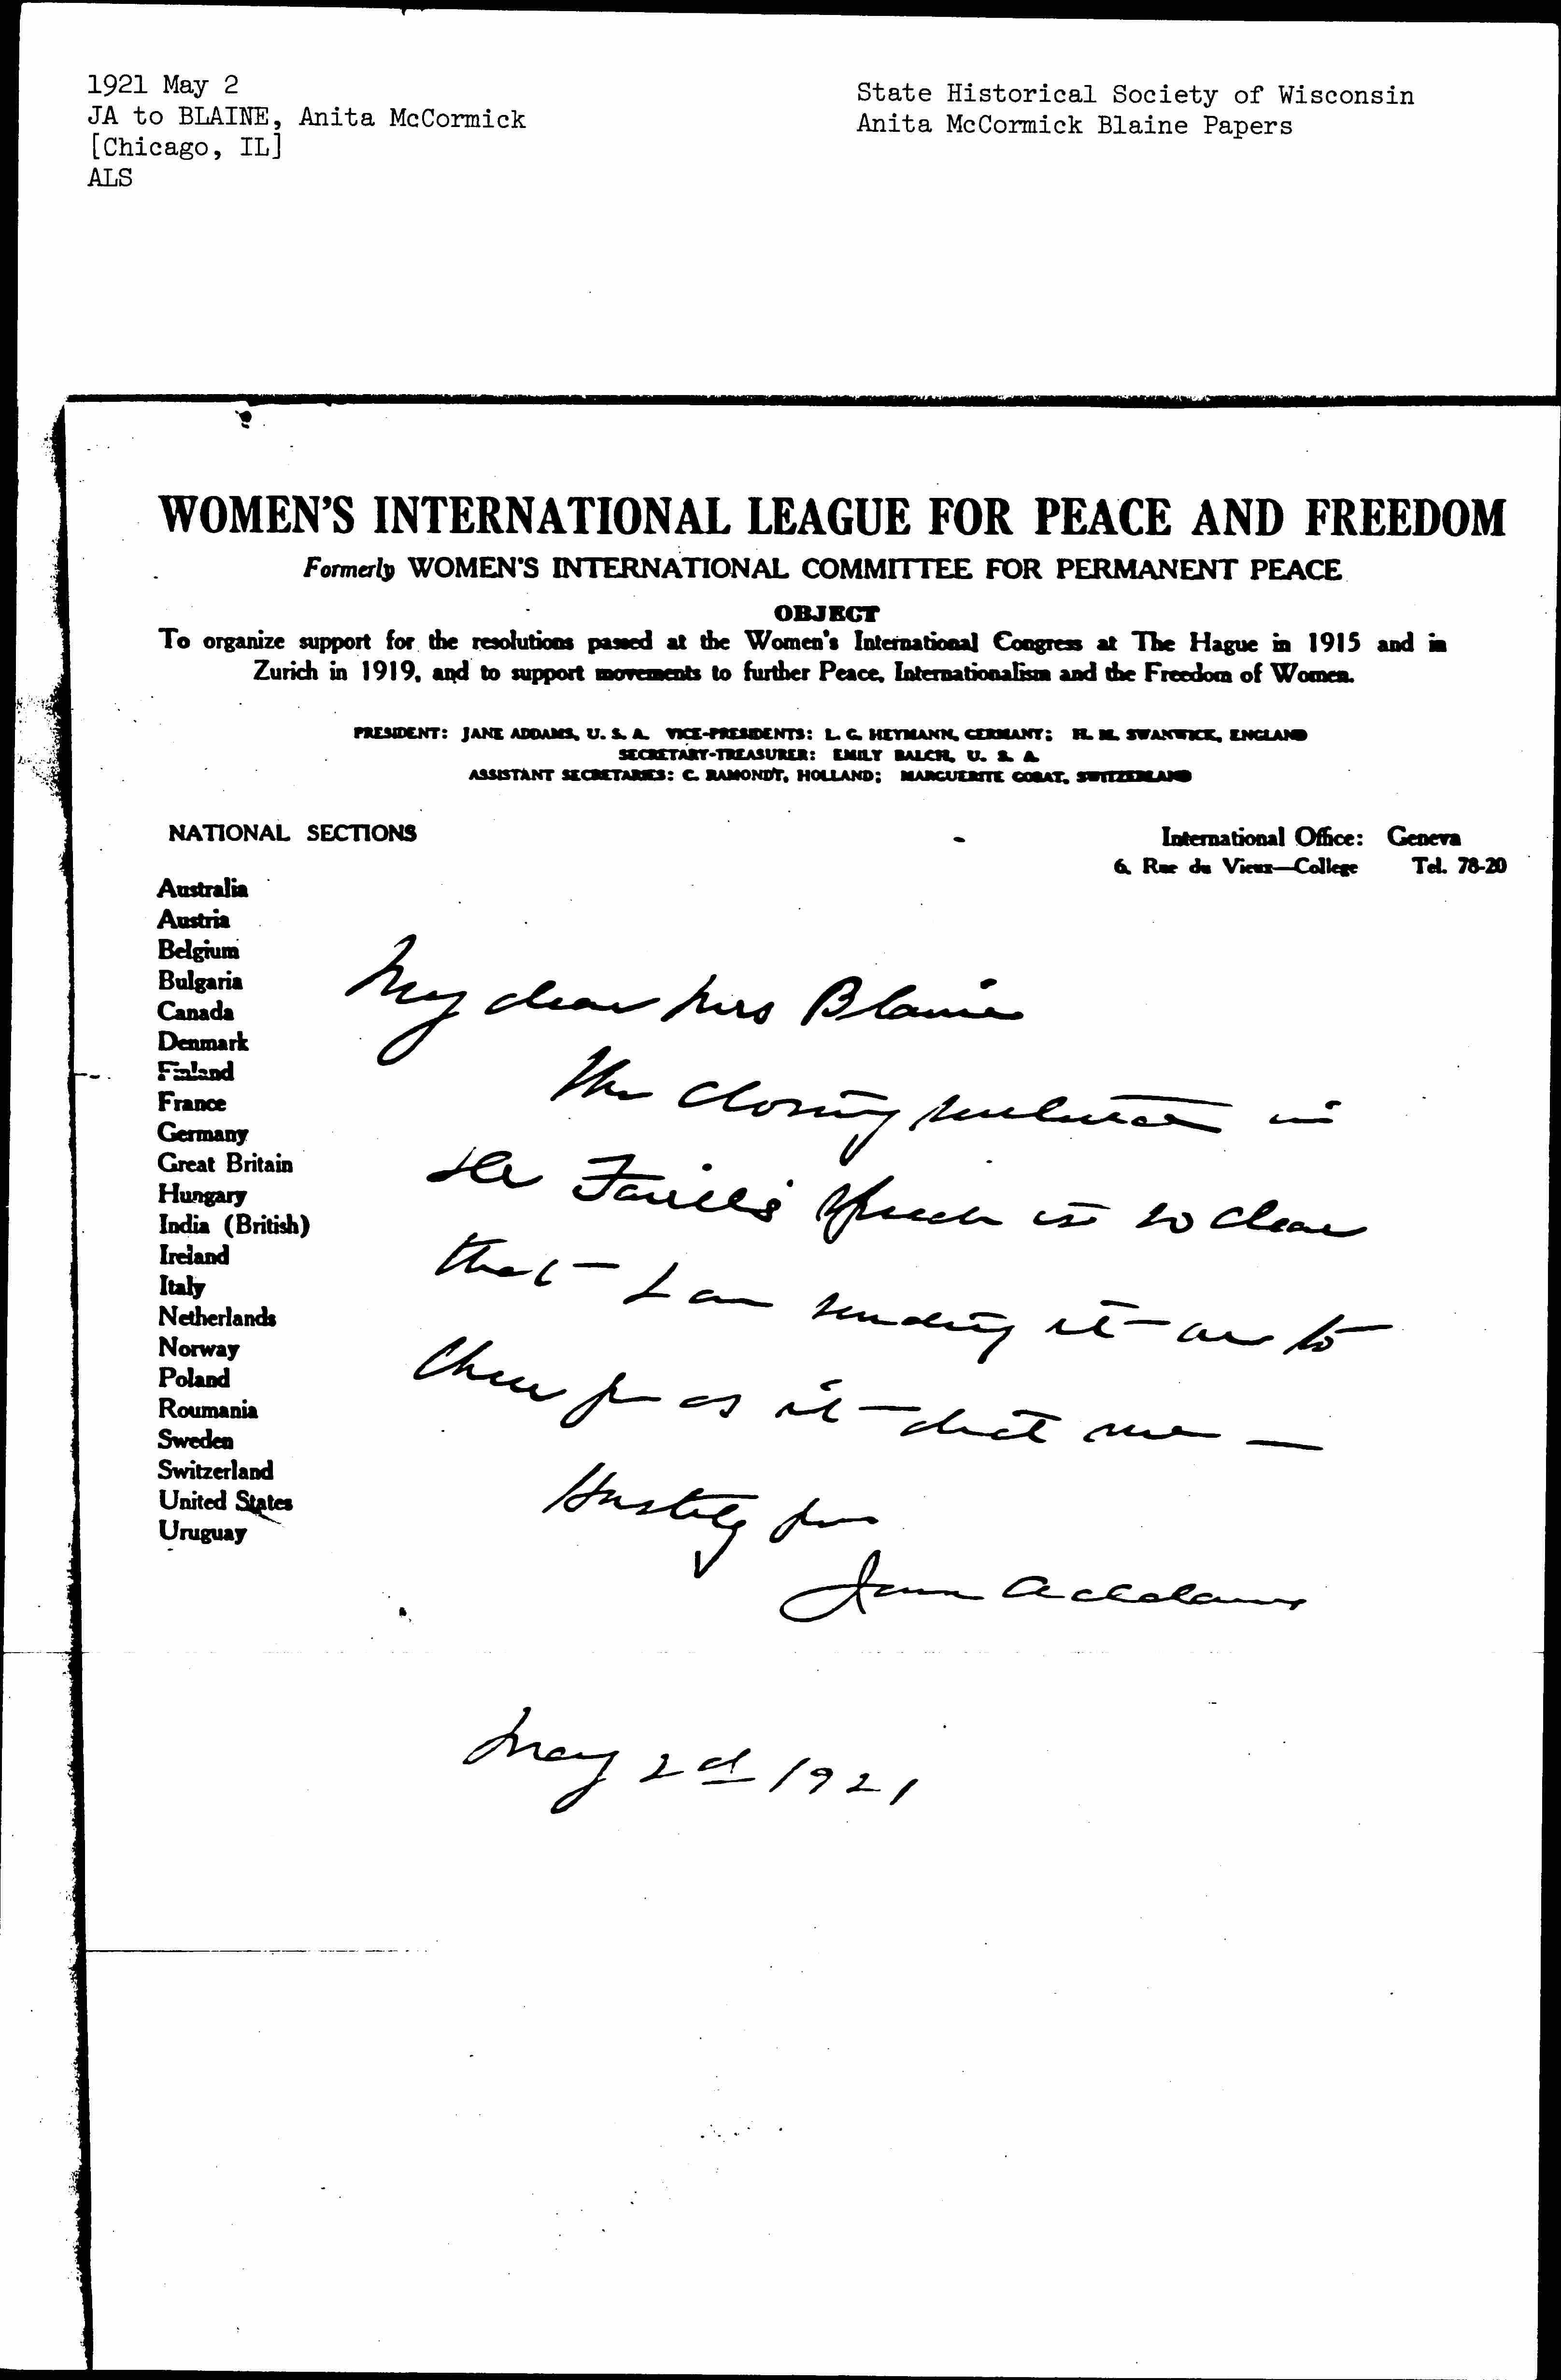 1921 May 2
JA to BLAINE, Anita McCormick
[Chicago, IL]
ALS
State Historical Society of Wisconsin
Anita McCormick Blaine Papers
WOMEN'S INTERNATIONAL LEAGUE FOR PEACE AND FREEDOM
Formerly WOMEN'S INTERNATIONAL COMMITTEE FOR PERMANENT PEACE
OBJECT
To organize support for the resolutions passed at the Women's International Congress at The Hague in 1915 and in
Zurich in 1919, and to support movements to further Peace, Internationalism and the Freedom of Women.
PRESIDENT: JANE ADDAMS, U. S. A. VICE-PRESIDENTS: L. G. HEYMANN, GERMANY; H. M. SWANWICK, ENGLAND
SECRETARY-TREASURER: EMILY BALCH, U. S. A.
ASSISTANT SECRETARIES: C. RAMONDT, HOLLAND; MARGUERITE GOBAT, SWITZERLAND
NATIONAL SECTIONS
International Office: Geneva
6, Rue du Vieux—College Tel. 78-20
Australia
Austria
Belgium
Bulgaria
Canada
Denmark
Finland
France
Germany
Great Britain
Hungary
India (British)
Ireland
Italy
Netherlands
Norway
Poland
Roumania
Sweden
Switzerland
United States
Uruguay
My dear Mrs Blaine
The closing sentence in
the speech is so clear
that I am sending it on to
cheer you as it did me —
Hastily yours
Jane Addams
May 2d 1921